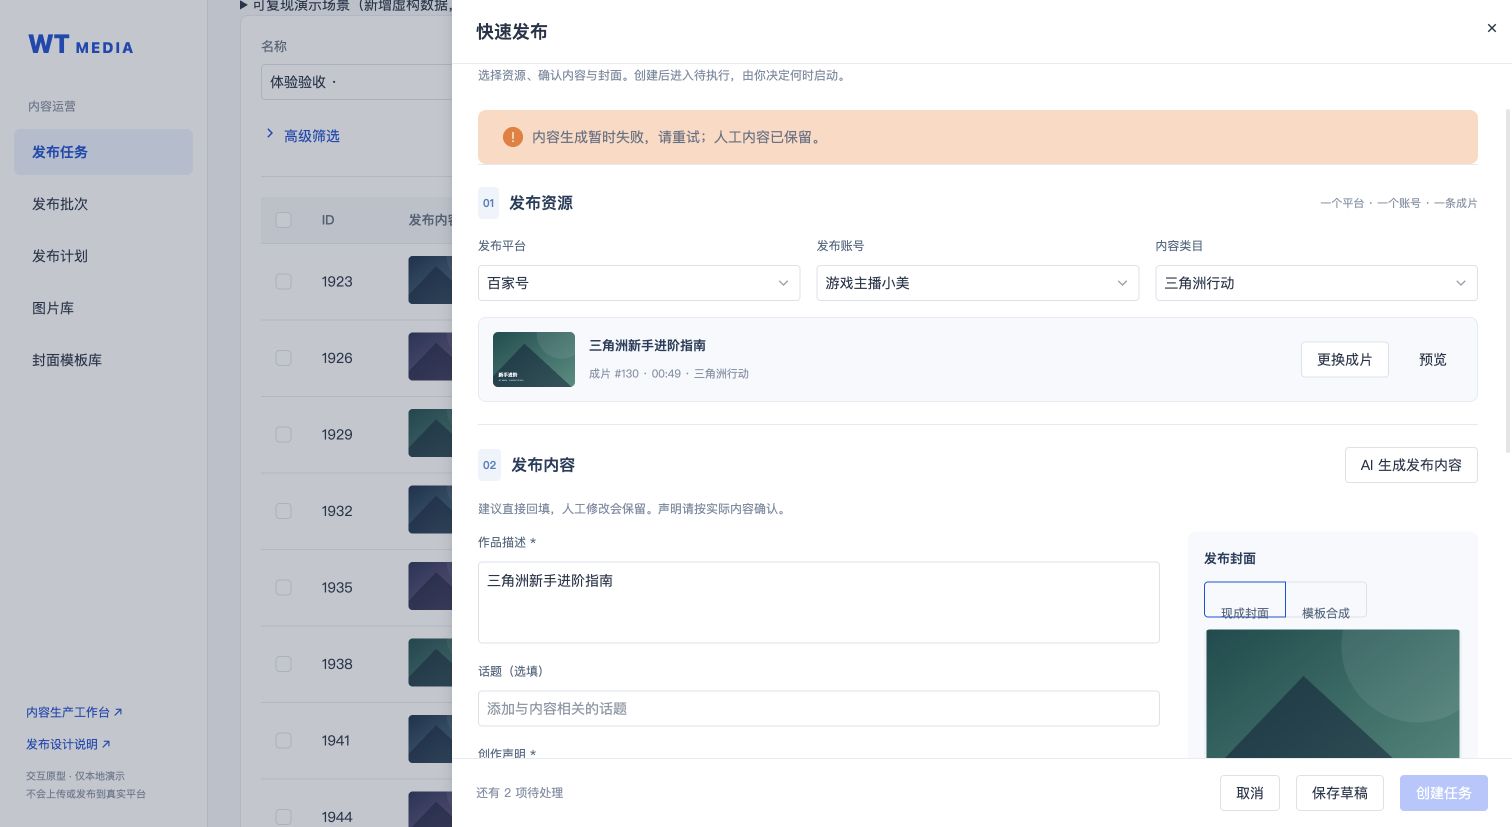 WT MEDIA
内容运营
发布任务
发布批次
发布计划
图片库
封面模板库
内容生产工作台 ↗
发布设计说明 ↗
交互原型 · 仅本地演示
不会上传或发布到真实平台
▶ 可复现演示场景（新增虚构数据，
名称
体验验收 ·
高级筛选
ID 发布内容
1923
1926
1929
1932
1935
1938
1941
1944
快速发布 ×
选择资源、确认内容与封面。创建后进入待执行，由你决定何时启动。
! 内容生成暂时失败，请重试；人工内容已保留。
01 发布资源 一个平台 · 一个账号 · 一条成片
发布平台 发布账号 内容类目
百家号 游戏主播小美 三角洲行动
新手进阶
三角洲新手进阶指南
成片 #130 · 00:49 · 三角洲行动
更换成片 预览
02 发布内容 AI 生成发布内容
建议直接回填，人工修改会保留。声明请按实际内容确认。
作品描述 *
三角洲新手进阶指南
话题（选填）
添加与内容相关的话题
创作声明 *
发布封面
现成封面 模板合成
还有 2 项待处理
取消 保存草稿 创建任务